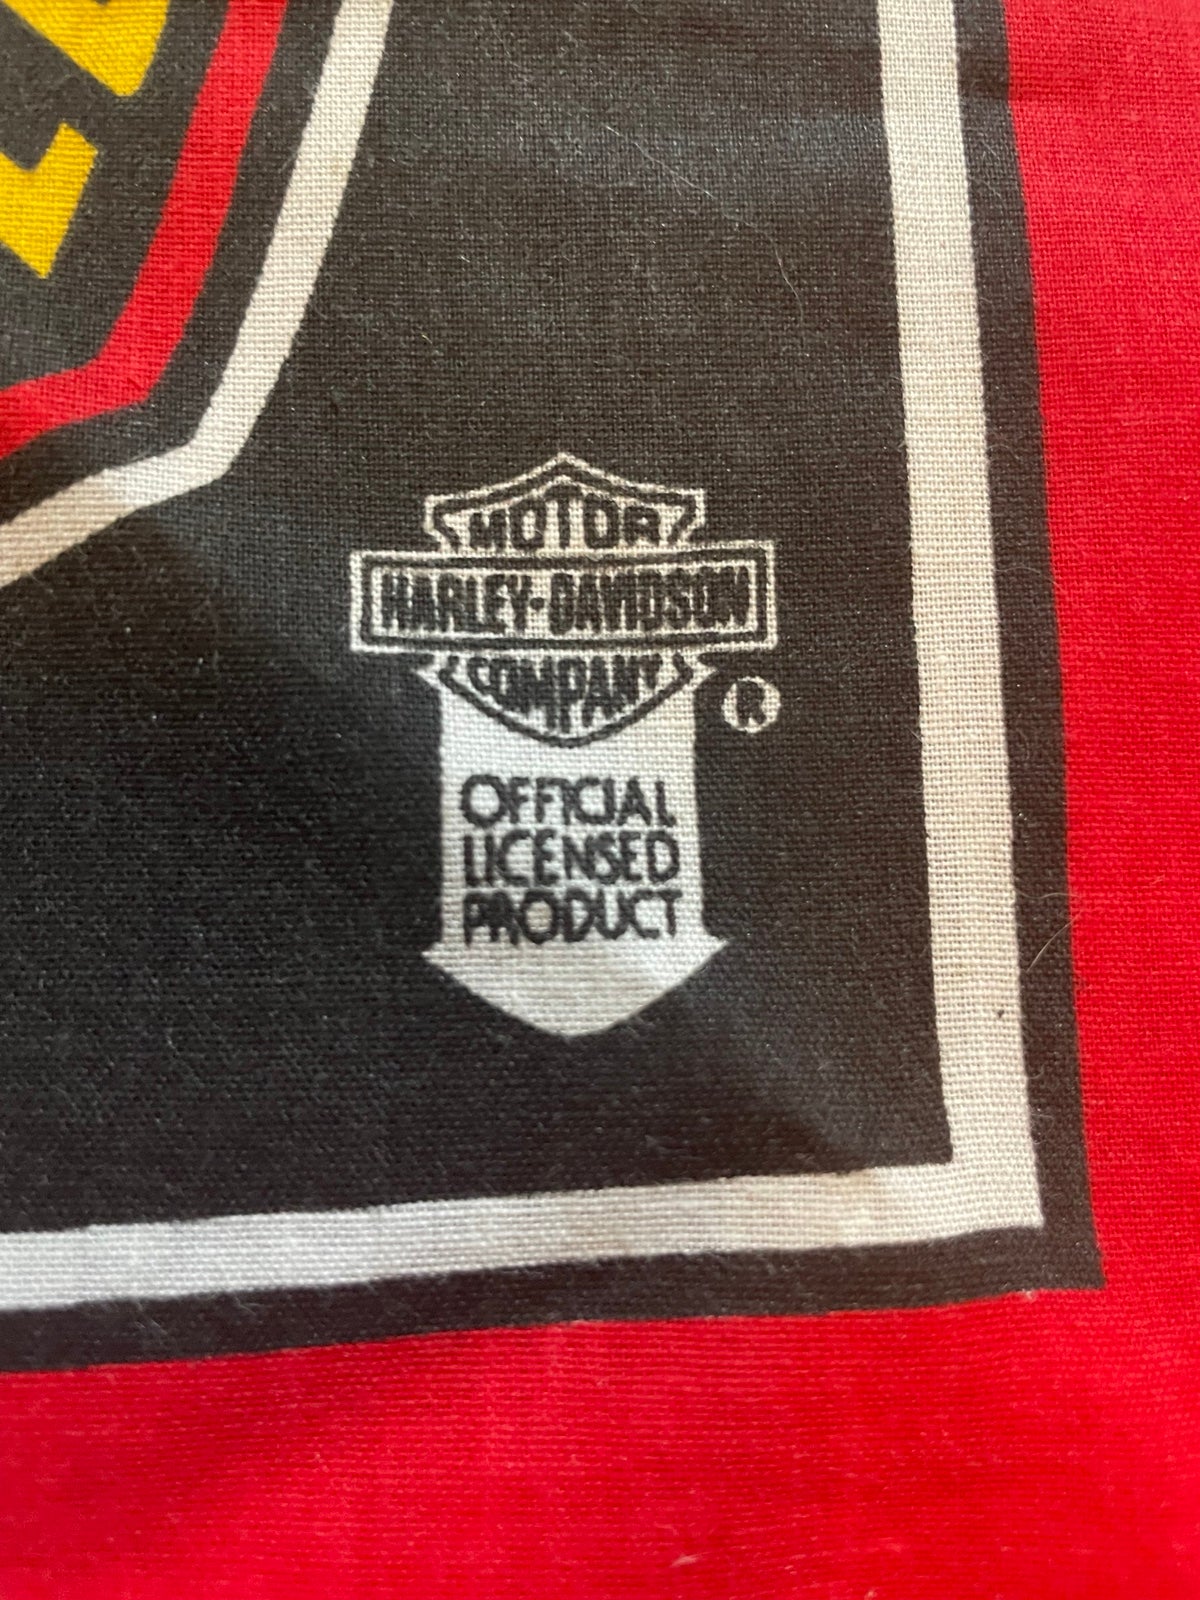 MOTOR
HARLEY-DAVIDSON
COMPANY
®
OFFICIAL
LICENSED
PRODUCT